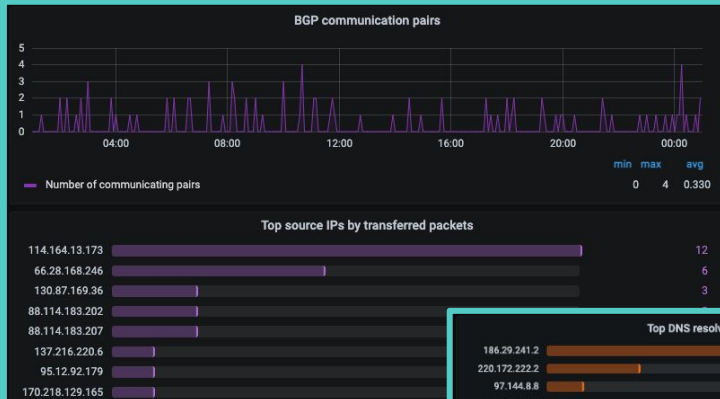 BGP communication pairs
5
4
3
2
1
0
04:00 08:00 12:00 16:00 20:00 00:00
min max avg
Number of communicating pairs 0 4 0.330
Top source IPs by transferred packets
114.164.13.173 12
66.28.168.246 6
130.87.169.36 3
88.114.183.202
88.114.183.207
137.216.220.6
95.12.92.179
170.218.129.165
Top DNS resolv
186.29.241.2
220.172.222.2
97.144.8.8